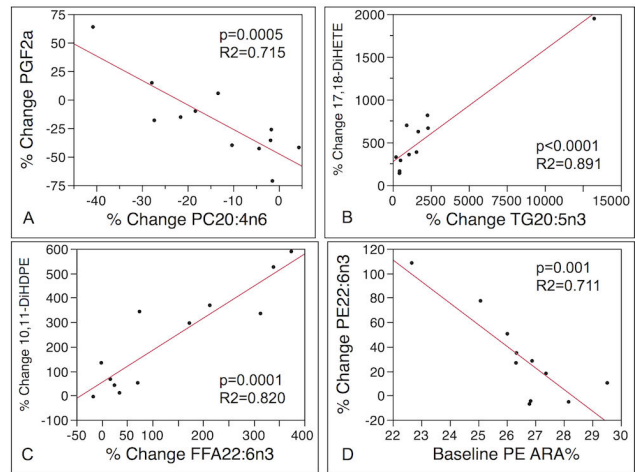 75
50
25
0
-25
-50
-75
% Change PGF2a
p=0.0005
R2=0.715
-40
-30
-20
-10
0
A
% Change PC20:4n6
2000
1500
1000
500
0
% Change 17,18-DiHETE
p<0.0001
R2=0.891
0
2500
5000
7500
10000
15000
B
% Change TG20:5n3
600
500
400
300
200
100
0
-100
% Change 10,11-DiHDPE
p=0.0001
R2=0.820
-50
0
50
100
150
200
250
300
400
C
% Change FFA22:6n3
120
100
80
60
40
20
0
-20
% Change PE22:6n3
p=0.001
R2=0.711
22
23
24
25
26
27
28
29
30
D
Baseline PE ARA%